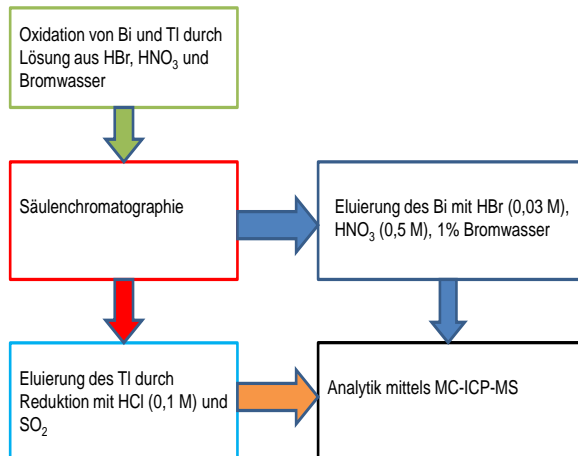 Oxidation von Bi und Tl durch
Lösung aus HBr, HNO₃ und
Bromwasser
Säulenchromatographie
Eluierung des Bi mit HBr (0,03 M),
HNO₃ (0,5 M), 1% Bromwasser
Eluierung des Tl durch
Reduktion mit HCl (0,1 M) und
SO₂
Analytik mittels MC-ICP-MS